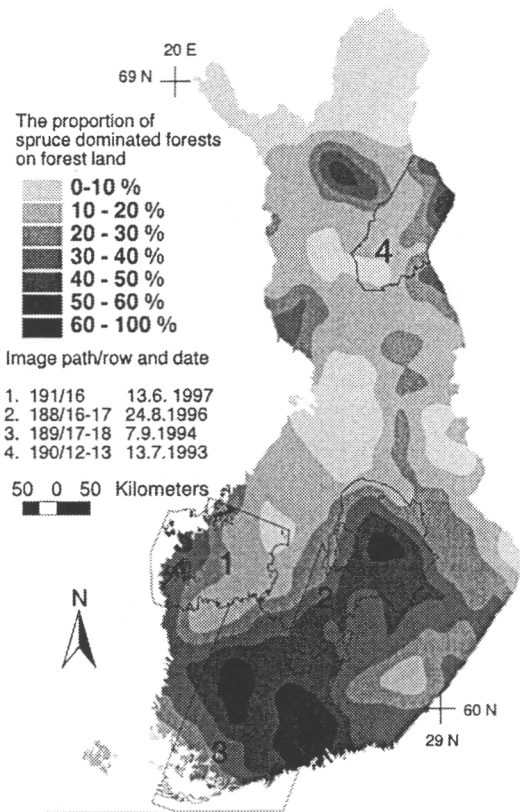 20 E
69 N
The proportion of
spruce dominated forests
on forest land
0-10 %
10 - 20 %
20 - 30 %
30 - 40 %
40 - 50 %
50 - 60 %
60 - 100 %
Image path/row and date
1. 191/16 13.6. 1997
2. 188/16-17 24.8.1996
3. 189/17-18 7.9.1994
4. 190/12-13 13.7.1993
50 0 50 Kilometers
N
4
1
2
3
60 N
29 N